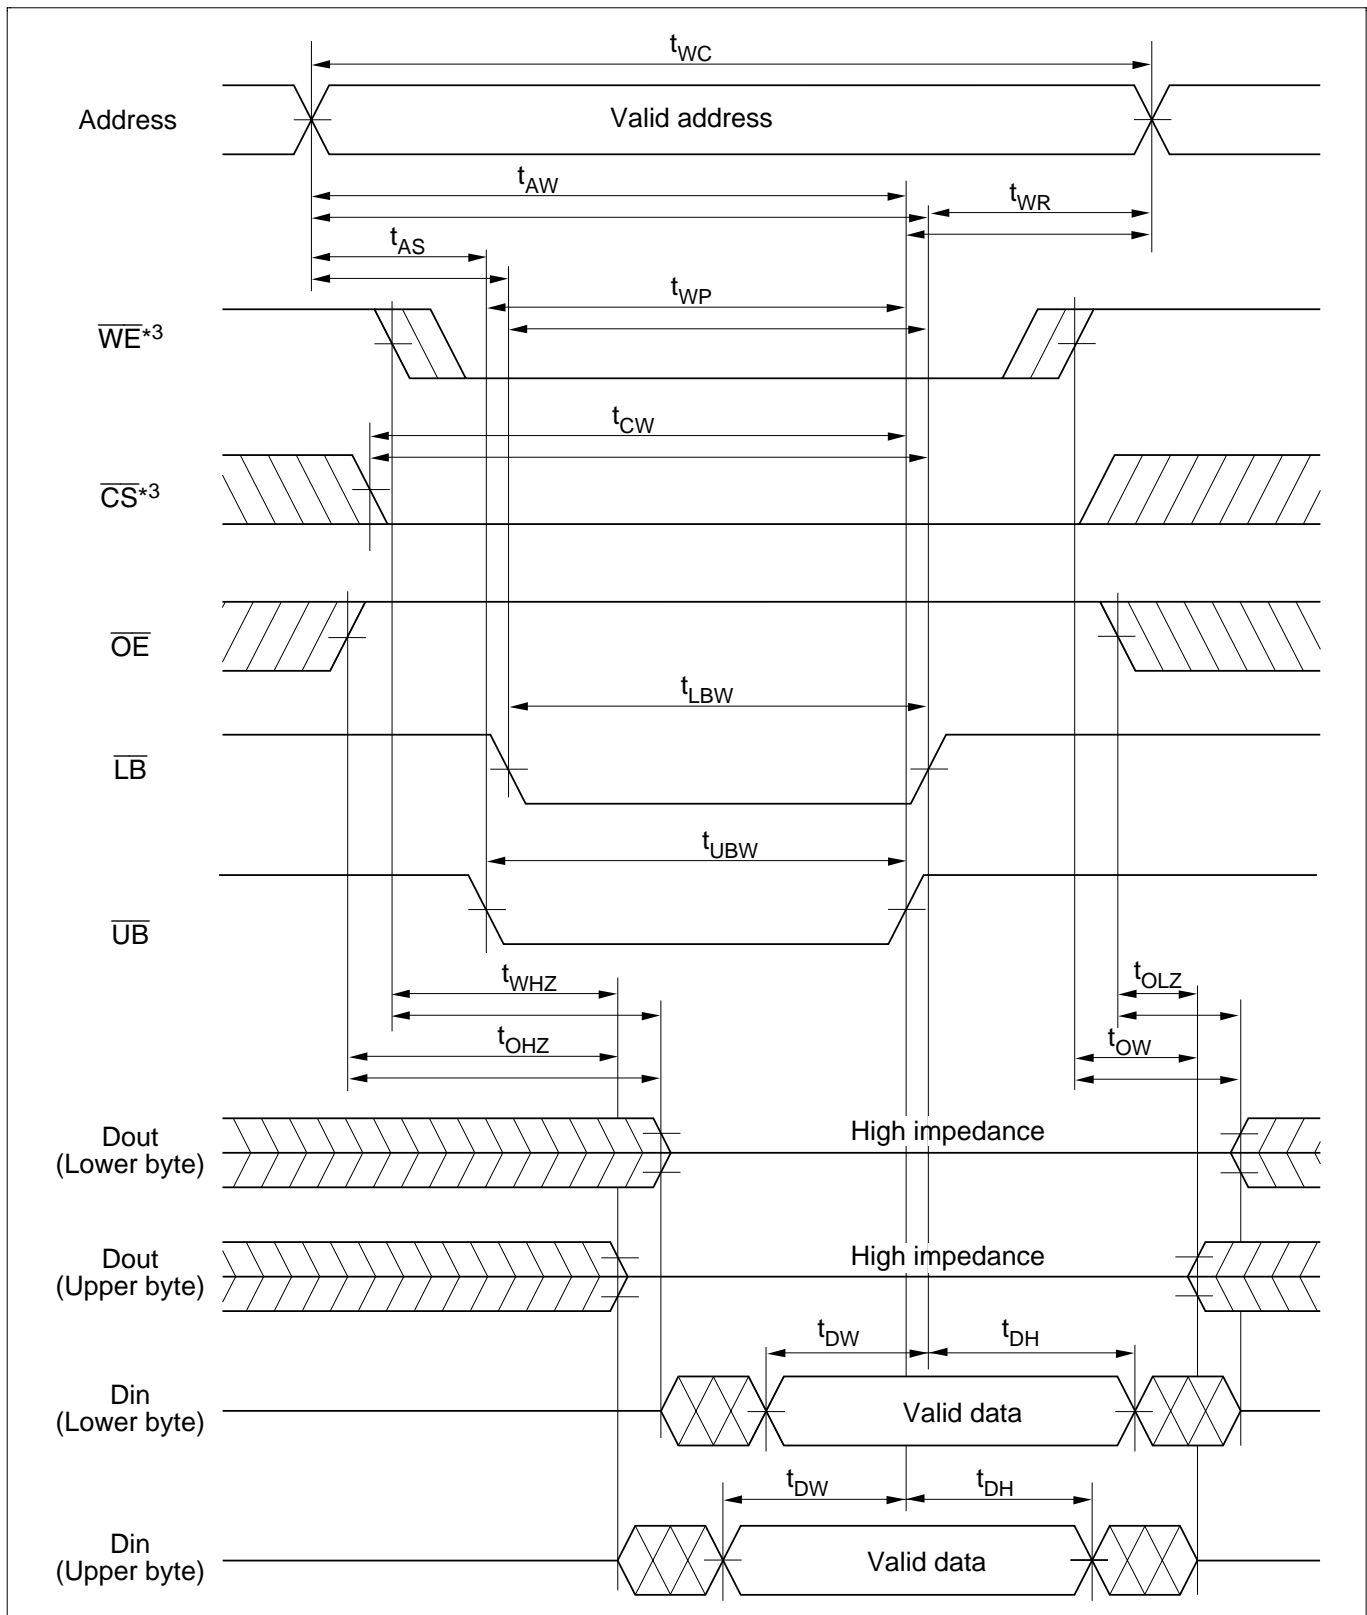 tWC
Address
Valid address
tAW
tWR
tAS
tWP
WE*3
tCW
CS*3
OE
tLBW
LB
tUBW
UB
tWHZ
tOLZ
tOHZ
tOW
Dout
(Lower byte)
High impedance
Dout
(Upper byte)
High impedance
tDW
tDH
Din
(Lower byte)
Valid data
tDW
tDH
Din
(Upper byte)
Valid data